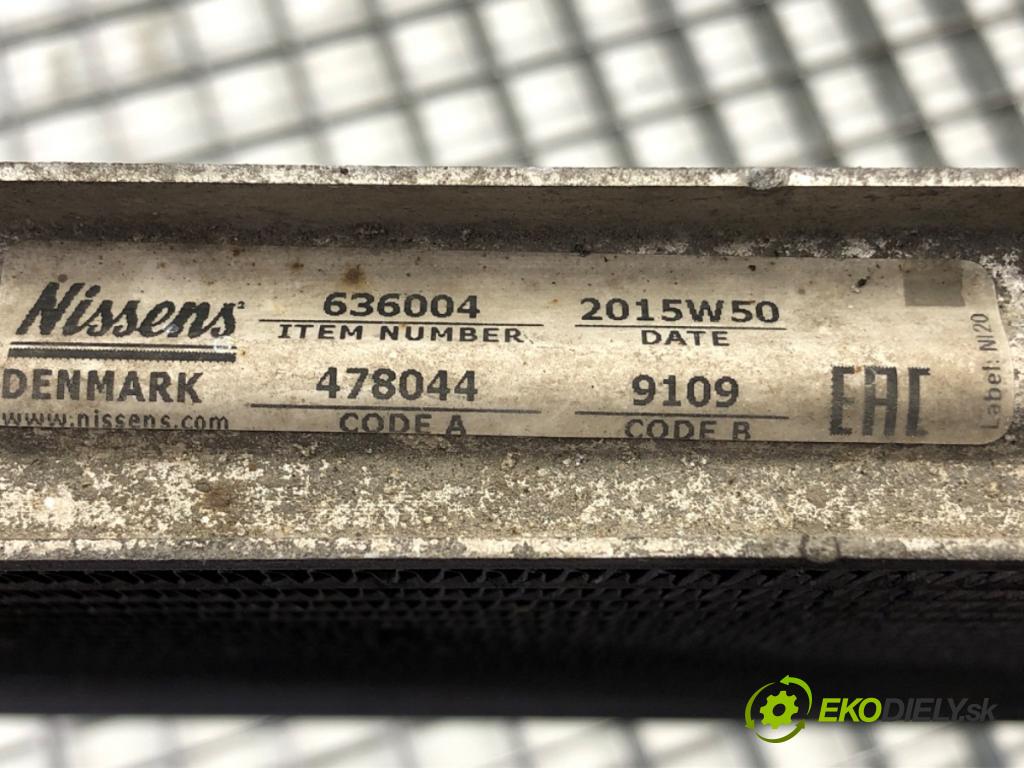 Nissens
636004
2015W50
ITEM NUMBER
DATE
DENMARK
478044
9109
EAC
www.nissens.com
CODE A
CODE B
Label: NI20
EKODIELY.sk